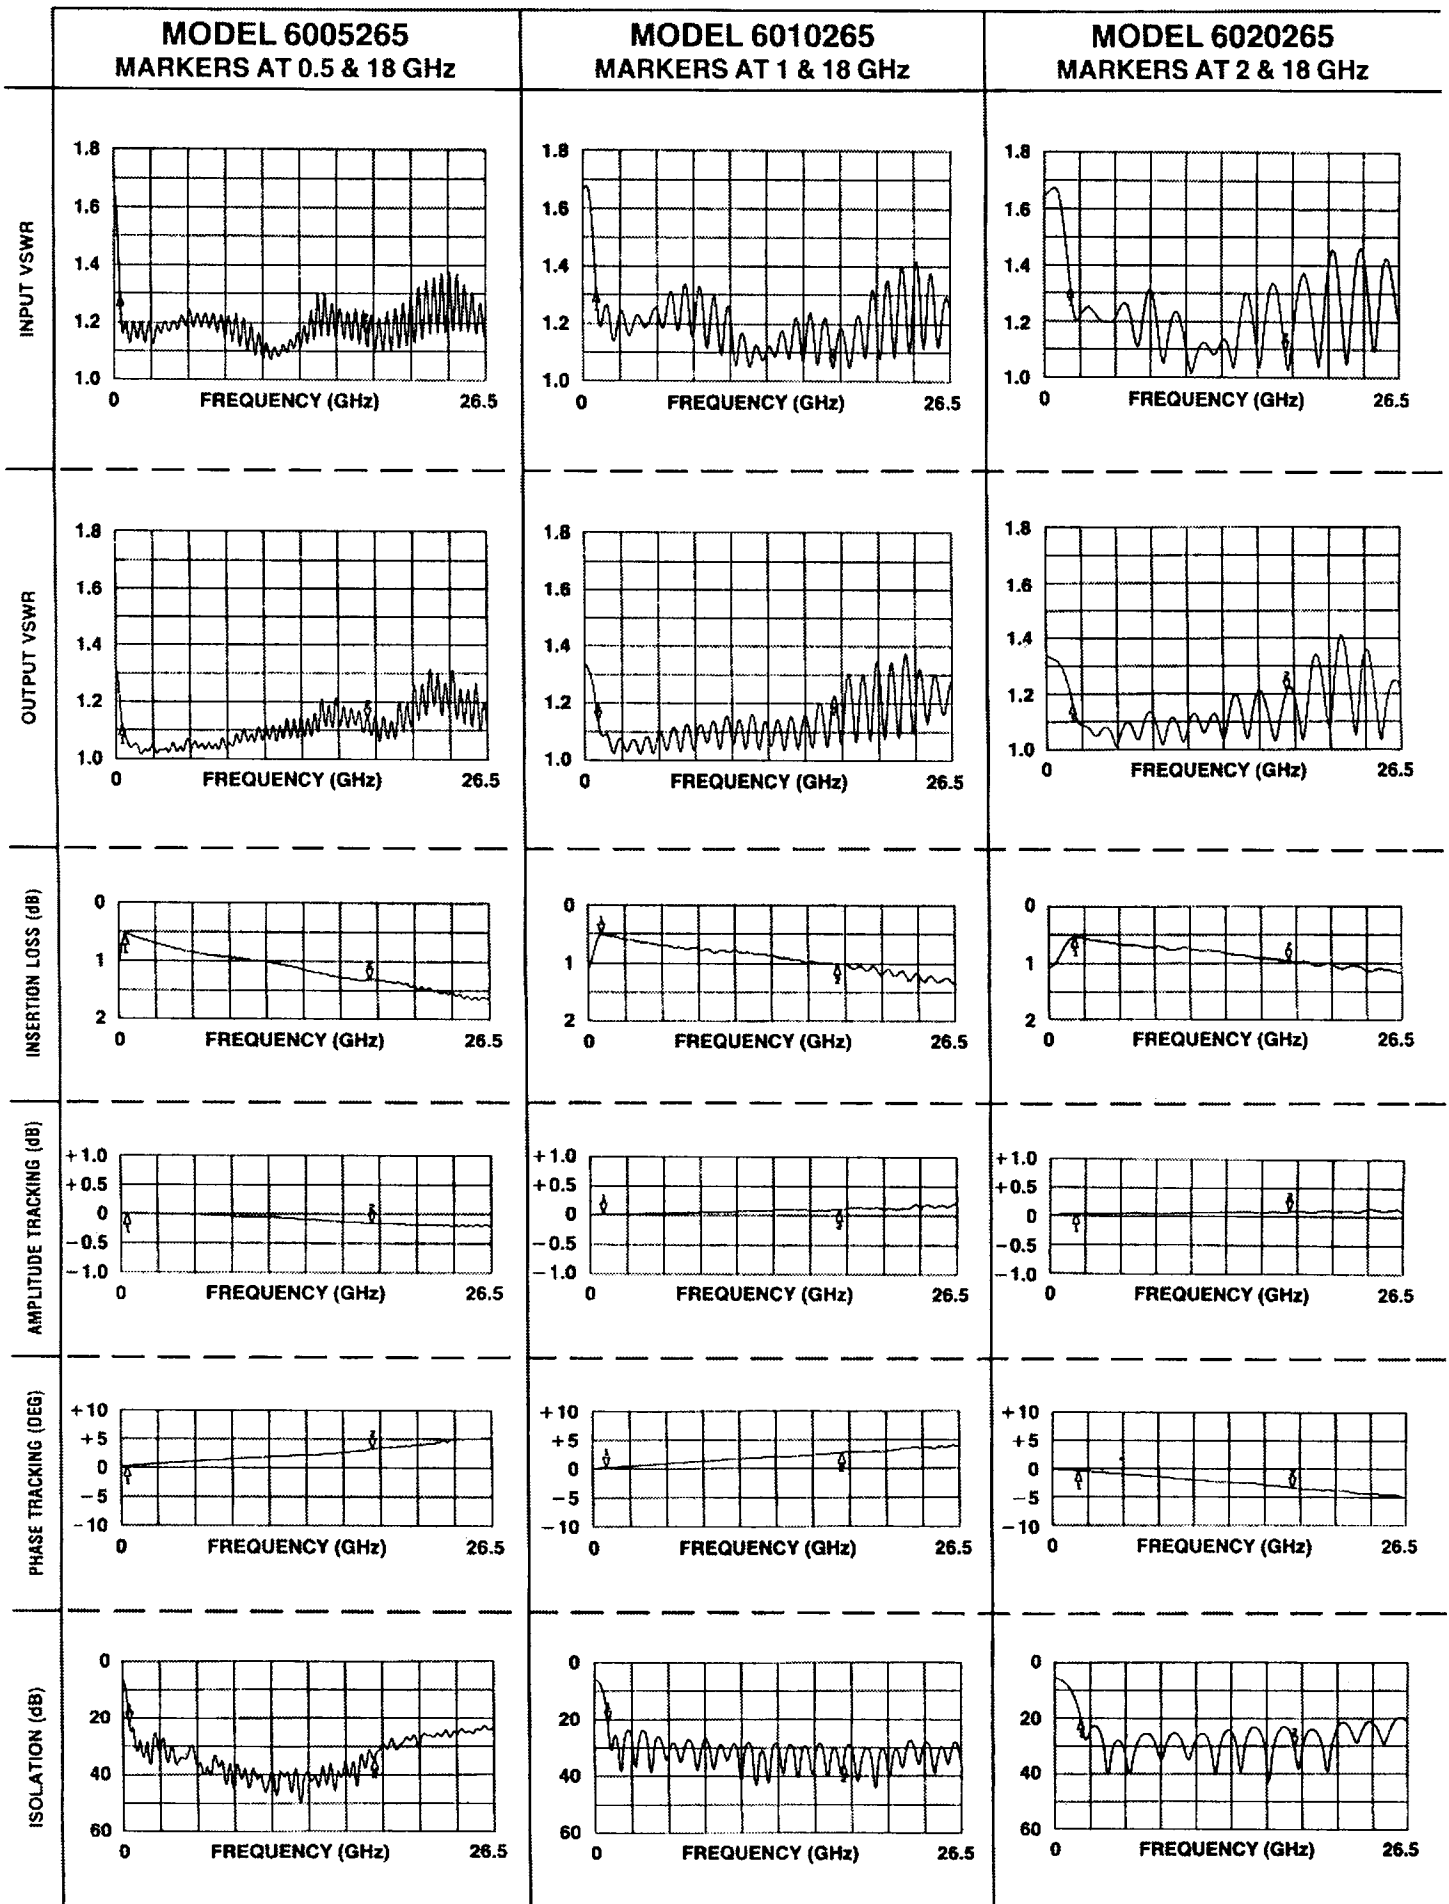 MODEL 6005265
MARKERS AT 0.5 & 18 GHz
MODEL 6010265
MARKERS AT 1 & 18 GHz
MODEL 6020265
MARKERS AT 2 & 18 GHz
INPUT VSWR
1.8
1.6
1.4
1.2
1.0
0 FREQUENCY (GHz) 26.5
1.8
1.6
1.4
1.2
1.0
0 FREQUENCY (GHz) 26.5
1.8
1.6
1.4
1.2
1.0
0 FREQUENCY (GHz) 26.5
OUTPUT VSWR
1.8
1.6
1.4
1.2
1.0
0 FREQUENCY (GHz) 26.5
1.8
1.6
1.4
1.2
1.0
0 FREQUENCY (GHz) 26.5
1.8
1.6
1.4
1.2
1.0
0 FREQUENCY (GHz) 26.5
INSERTION LOSS (dB)
0
1
2
0 FREQUENCY (GHz) 26.5
0
1
2
0 FREQUENCY (GHz) 26.5
0
1
2
0 FREQUENCY (GHz) 26.5
AMPLITUDE TRACKING (dB)
+1.0
+0.5
0
−0.5
−1.0
0 FREQUENCY (GHz) 26.5
+1.0
+0.5
0
−0.5
−1.0
0 FREQUENCY (GHz) 26.5
+1.0
+0.5
0
−0.5
−1.0
0 FREQUENCY (GHz) 26.5
PHASE TRACKING (DEG)
+10
+5
0
−5
−10
0 FREQUENCY (GHz) 26.5
+10
+5
0
−5
−10
0 FREQUENCY (GHz) 26.5
+10
+5
0
−5
−10
0 FREQUENCY (GHz) 26.5
ISOLATION (dB)
0
20
40
60
0 FREQUENCY (GHz) 26.5
0
20
40
60
0 FREQUENCY (GHz) 26.5
0
20
40
60
0 FREQUENCY (GHz) 26.5